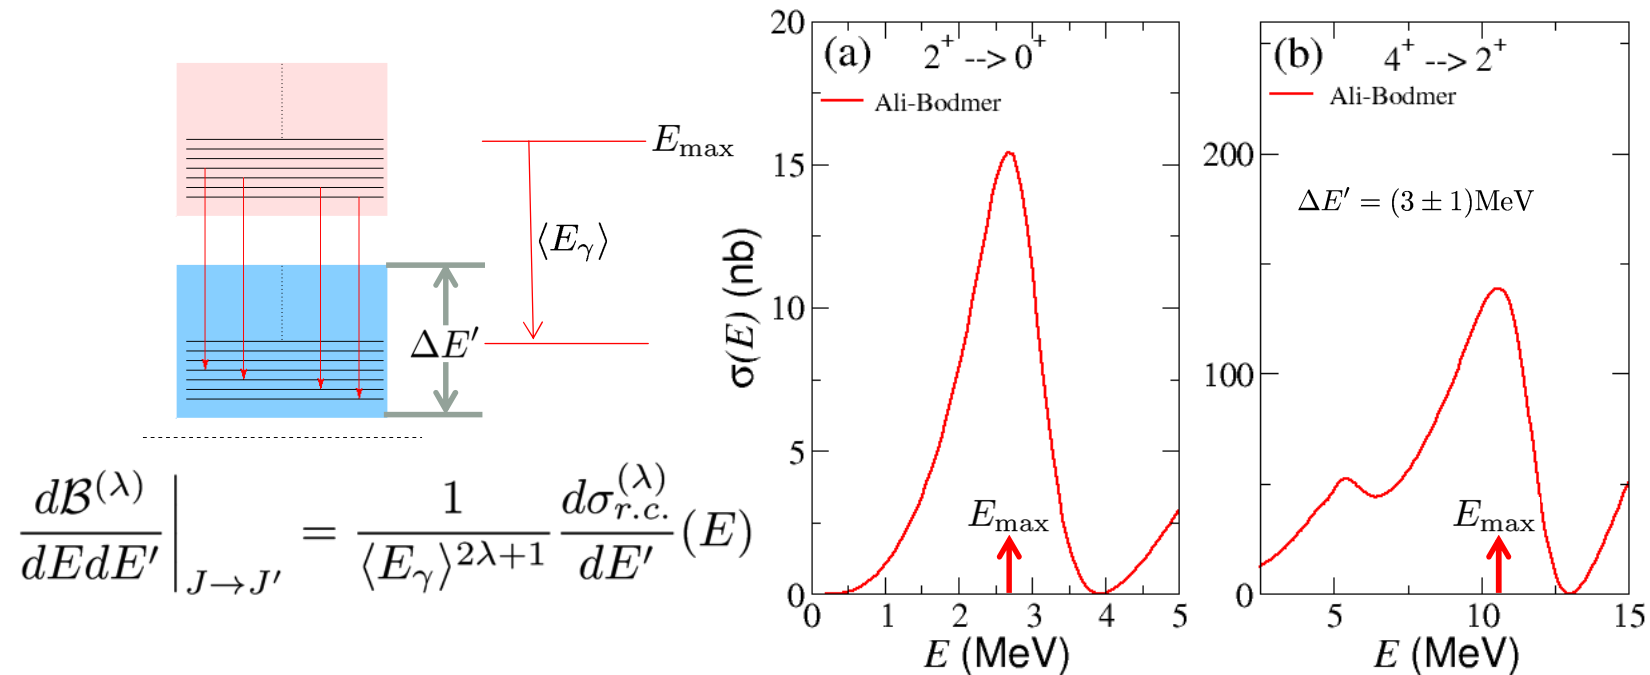 E_max
⟨E_γ⟩
ΔE′
dB^(λ)/dEdE′ |_J→J′ = 1/⟨E_γ⟩^2λ+1 dσ_r.c.^(λ)/dE′ (E)
(a) 2⁺ -->0⁺
Ali-Bodmer
20
15
10
5
0
σ(E) (nb)
E_max
0 1 2 3 4 5
E (MeV)
(b) 4⁺ -->2⁺
Ali-Bodmer
ΔE′ = (3 ± 1)MeV
200
100
0
E_max
5 10 15
E (MeV)